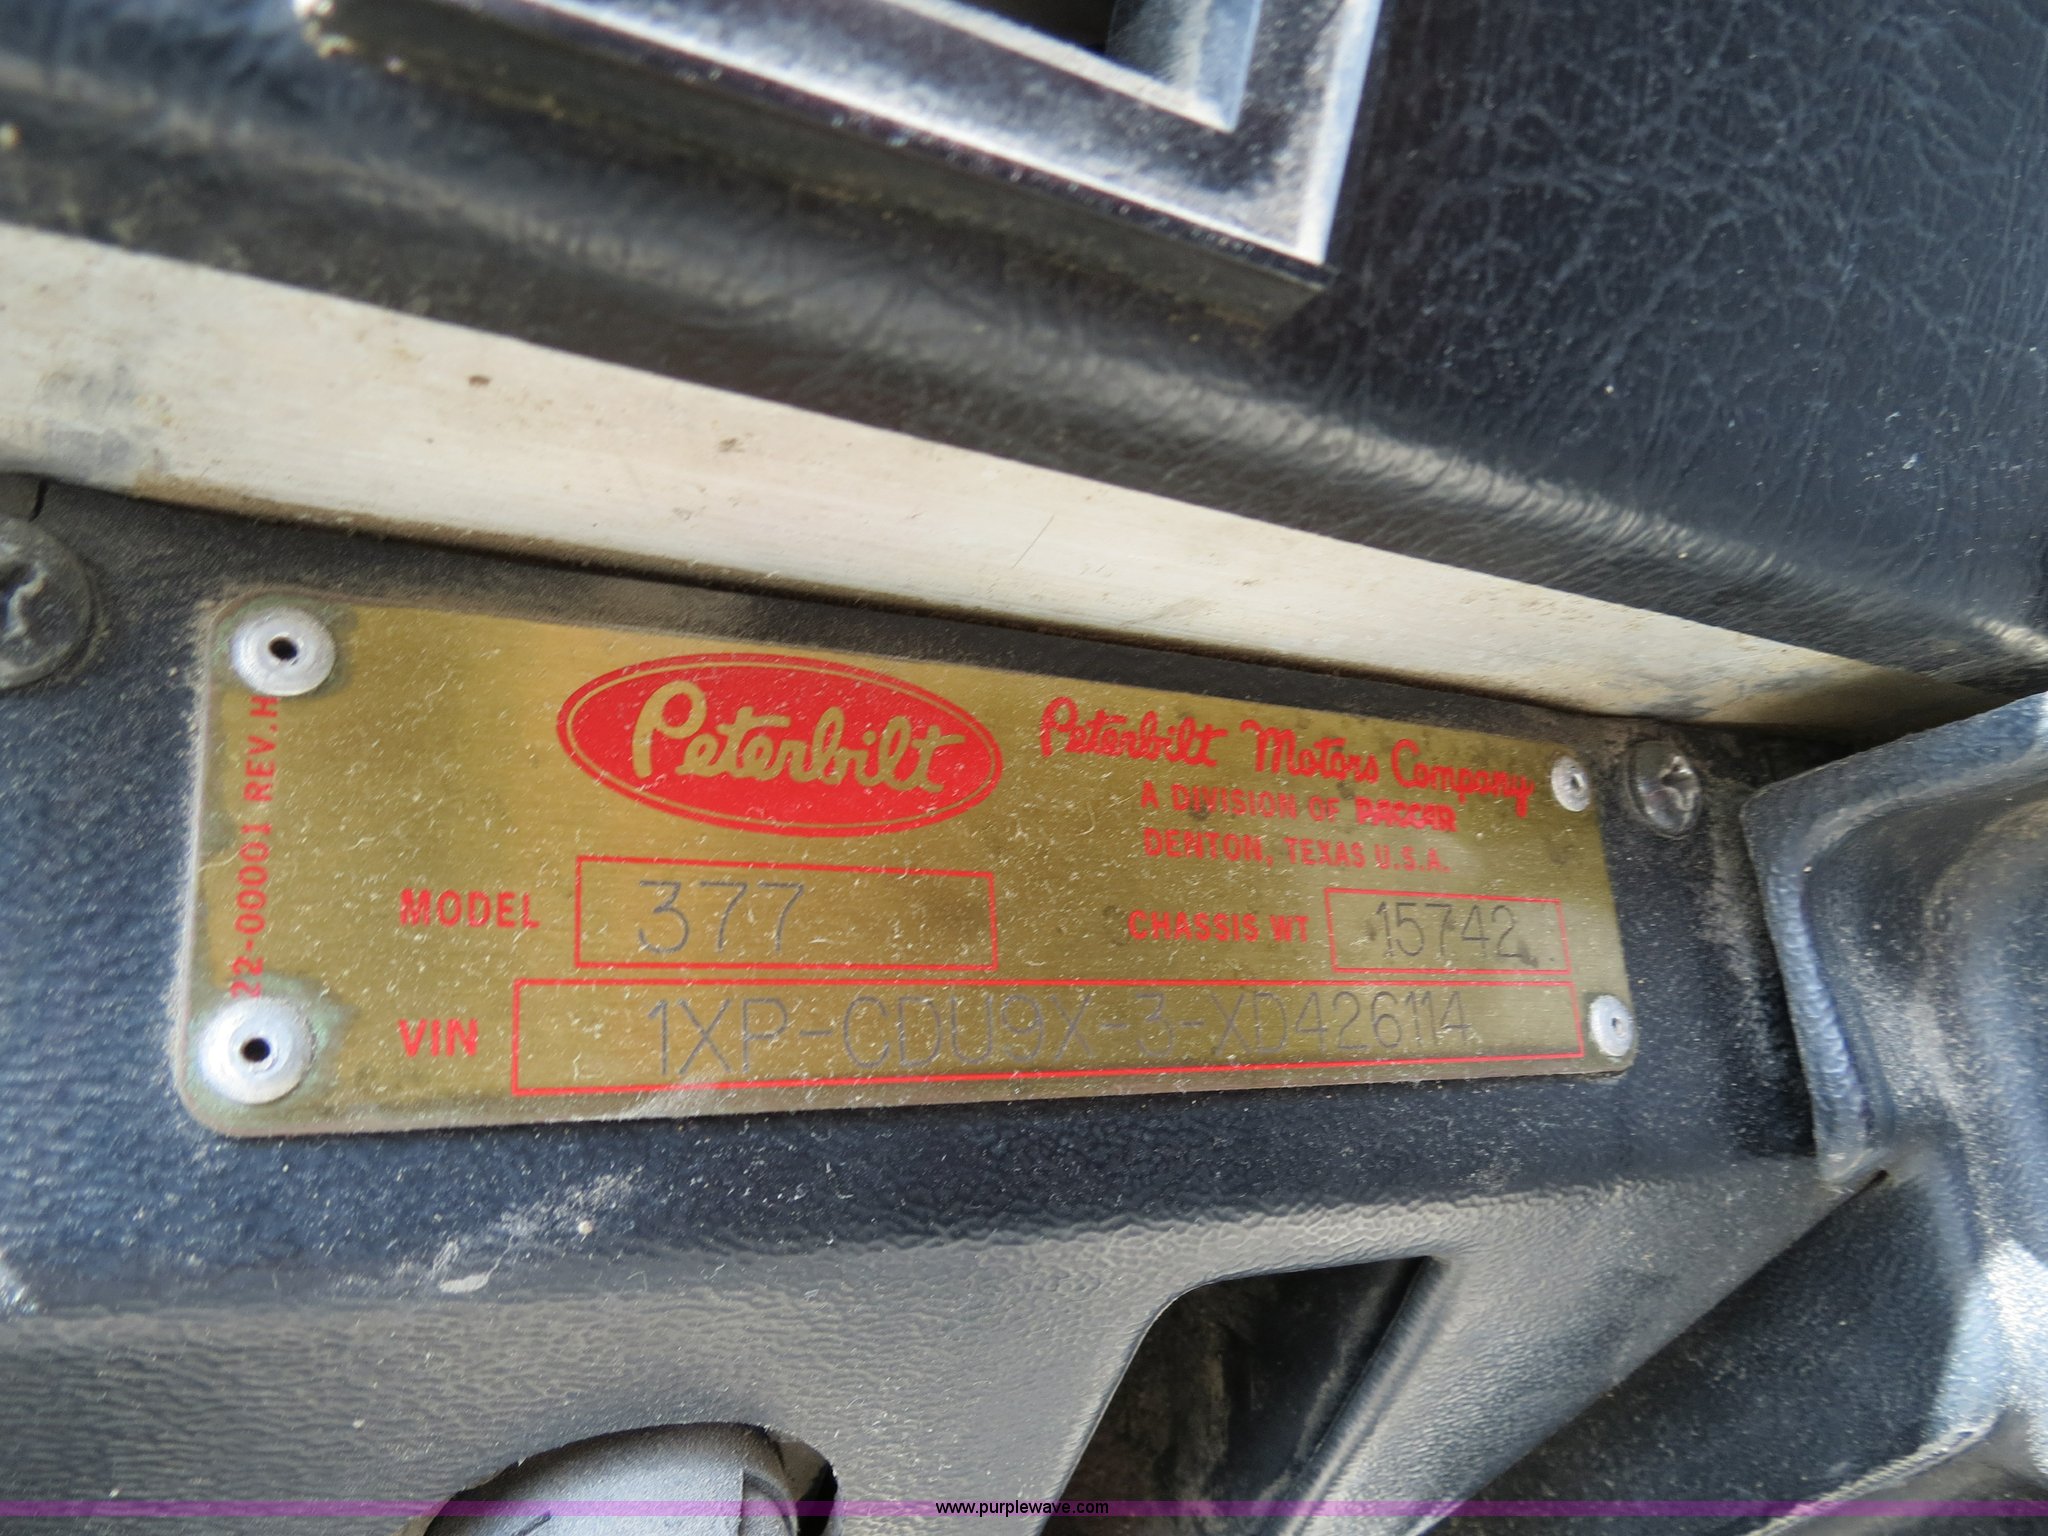 22-00001 REV.H
Peterbilt
Peterbilt Motors Company
A DIVISION OF PACCAR
DENTON, TEXAS U.S.A.
MODEL 377
CHASSIS WT 15742
VIN 1XP-CDU9X-3-XD426114
www.purplewave.com